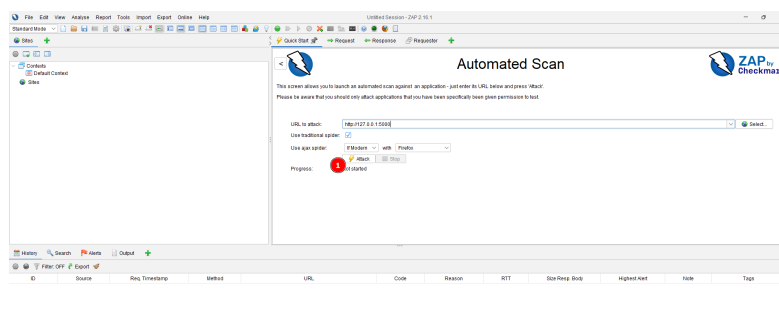 File Edit View Analyse Report Tools Import Export Online Help
Untitled Session - ZAP 2.16.1
Standard Mode
Sites
Quick Start Request Response Requester
Contexts
Default Context
Sites
<
Automated Scan
ZAP by
Checkmax
This screen allows you to launch an automated scan against an application - just enter its URL below and press 'Attack'.
Please be aware that you should only attack applications that you have been specifically been given permission to test.
URL to attack: http://127.0.0.1:5000 Select...
Use traditional spider:
Use ajax spider: If Modern with Firefox
Attack Stop
1
Progress: ot started
History Search Alerts Output
Filter: OFF Export
ID Source Req. Timestamp Method URL Code Reason RTT Size Resp. Body Highest Alert Note Tags